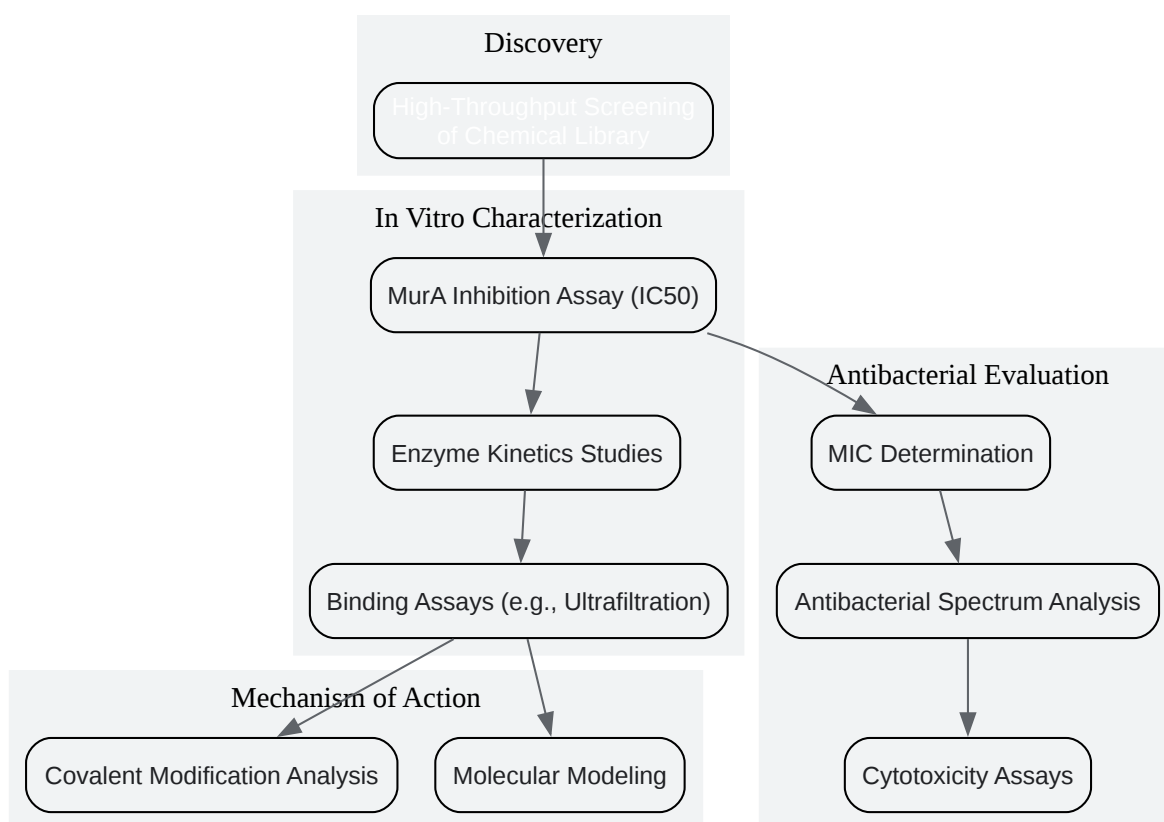 Discovery
High-Throughput Screening
of Chemical Library
In Vitro Characterization
MurA Inhibition Assay (IC50)
Antibacterial Evaluation
Enzyme Kinetics Studies
MIC Determination
Binding Assays (e.g., Ultrafiltration)
Antibacterial Spectrum Analysis
Mechanism of Action
Covalent Modification Analysis
Molecular Modeling
Cytotoxicity Assays